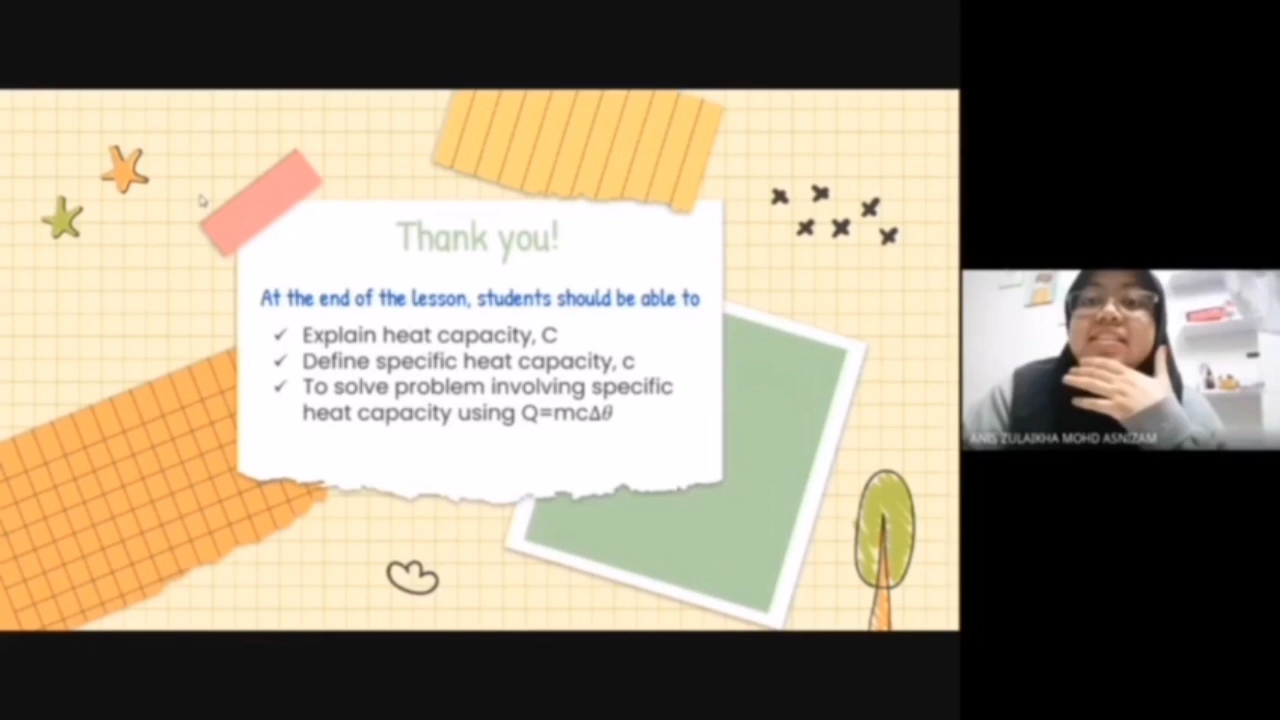 Thank you!
At the end of the lesson, students should be able to
✓ Explain heat capacity, C
✓ Define specific heat capacity, c
✓ To solve problem involving specific
heat capacity using Q=mcΔθ
ANIS ZULAIKHA MOHD ASNIZAM